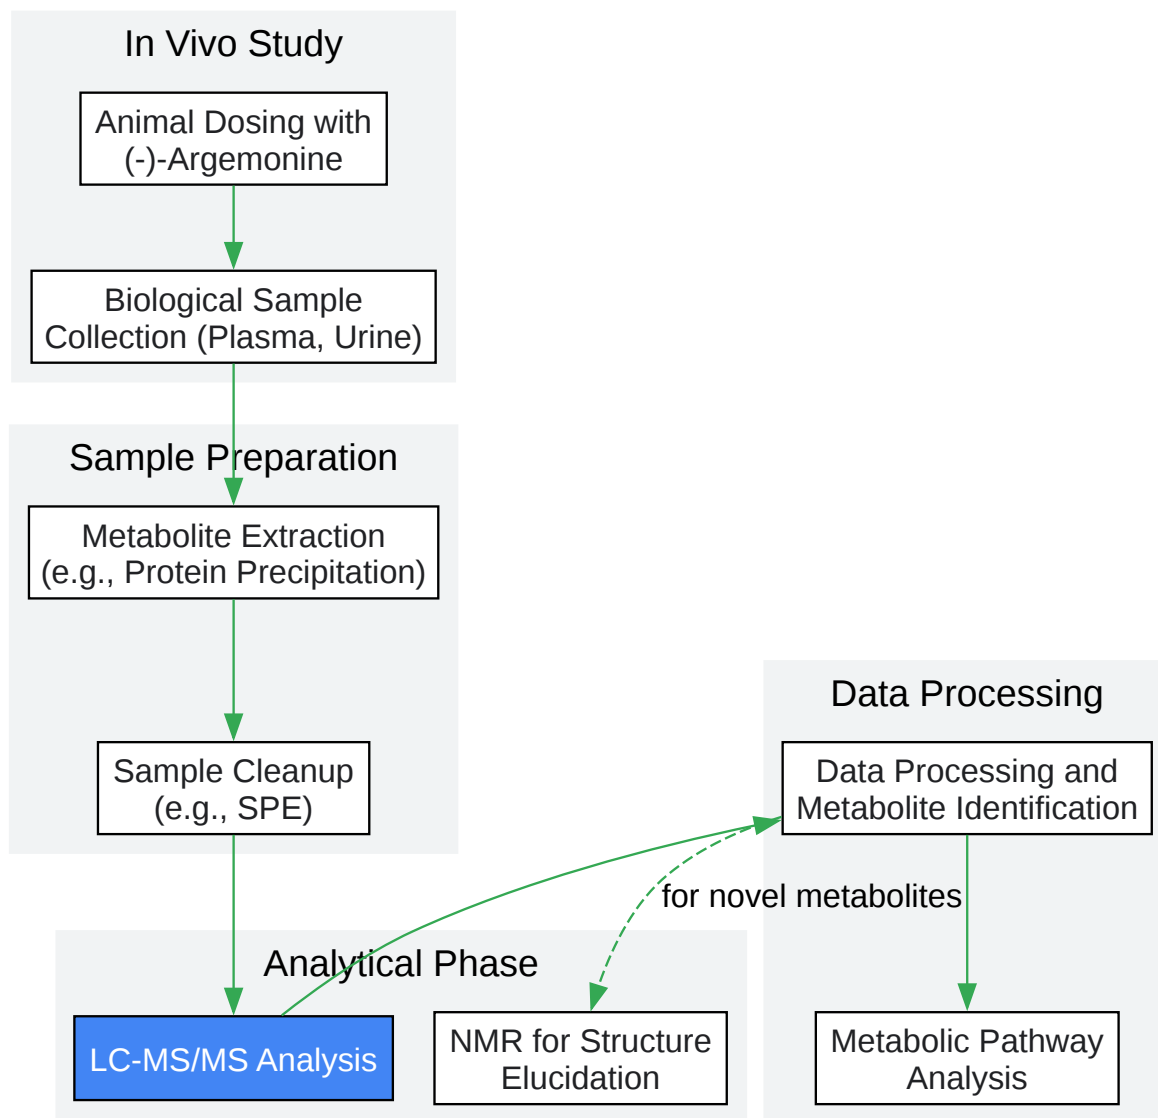 In Vivo Study
Animal Dosing with
(-)-Argemonine
Biological Sample
Collection (Plasma, Urine)
Sample Preparation
Metabolite Extraction
(e.g., Protein Precipitation)
Sample Cleanup
(e.g., SPE)
Data Processing
Data Processing and
Metabolite Identification
for novel metabolites
Analytical Phase
LC-MS/MS Analysis
NMR for Structure
Elucidation
Metabolic Pathway
Analysis